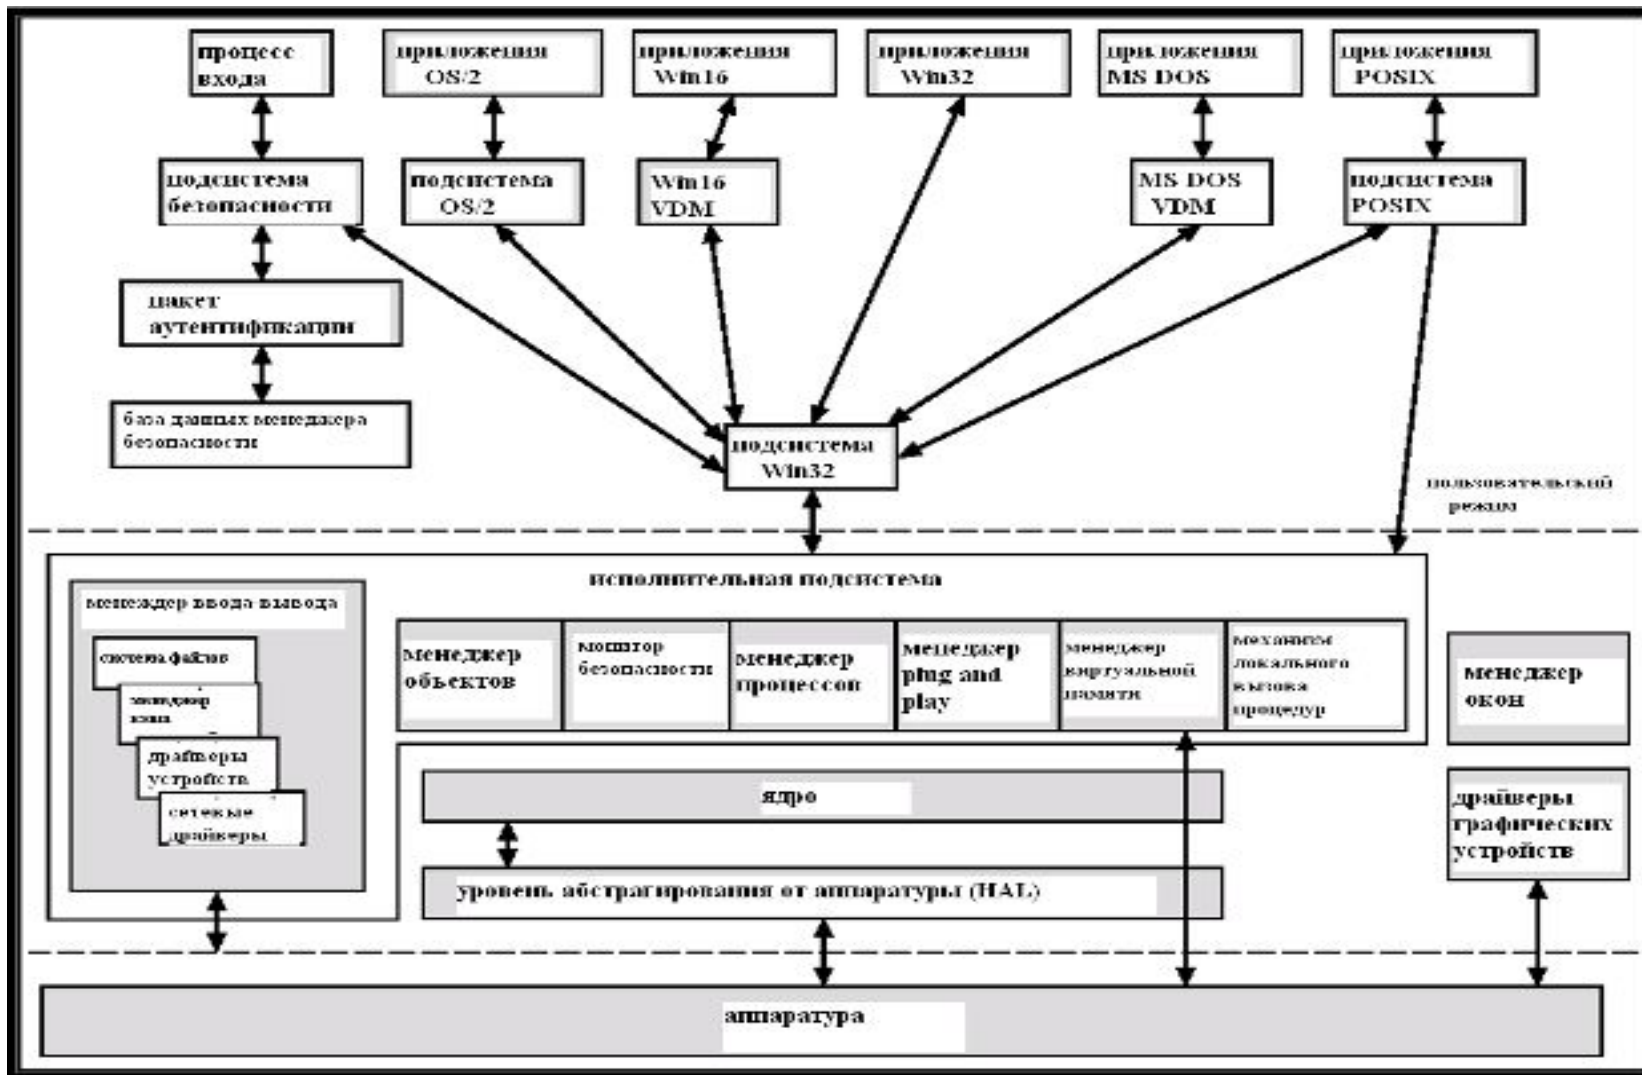 процесс
входа
приложения
OS/2
приложения
Win16
приложения
Win32
приложения
MS DOS
приложения
POSIX
подсистема
безопасности
подсистема
OS/2
Win16
VDM
MS DOS
VDM
подсистема
POSIX
пакет
аутентификации
база данных менеджера
безопасности
подсистема
Win32
пользовательский
режим
исполнительная подсистема
менеждер ввода-вывода
система файлов
менеджер
кэша
драйверы
устройств
сетевые
драйверы
менеджер
обьектов
монитор
безопасности
менеджер
процессов
менеджер
plug and
play
менеджер
виртуальной
памяти
механизм
локального
вызова
процедур
менеджер
окон
ядро
драйверы
графических
устройств
уровень абстрагирования от аппаратуры (HAL)
аппаратура